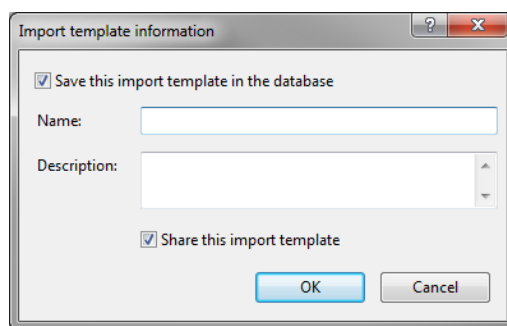 Import template information
?
Save this import template in the database
Name:
Description:
Share this import template
OK Cancel